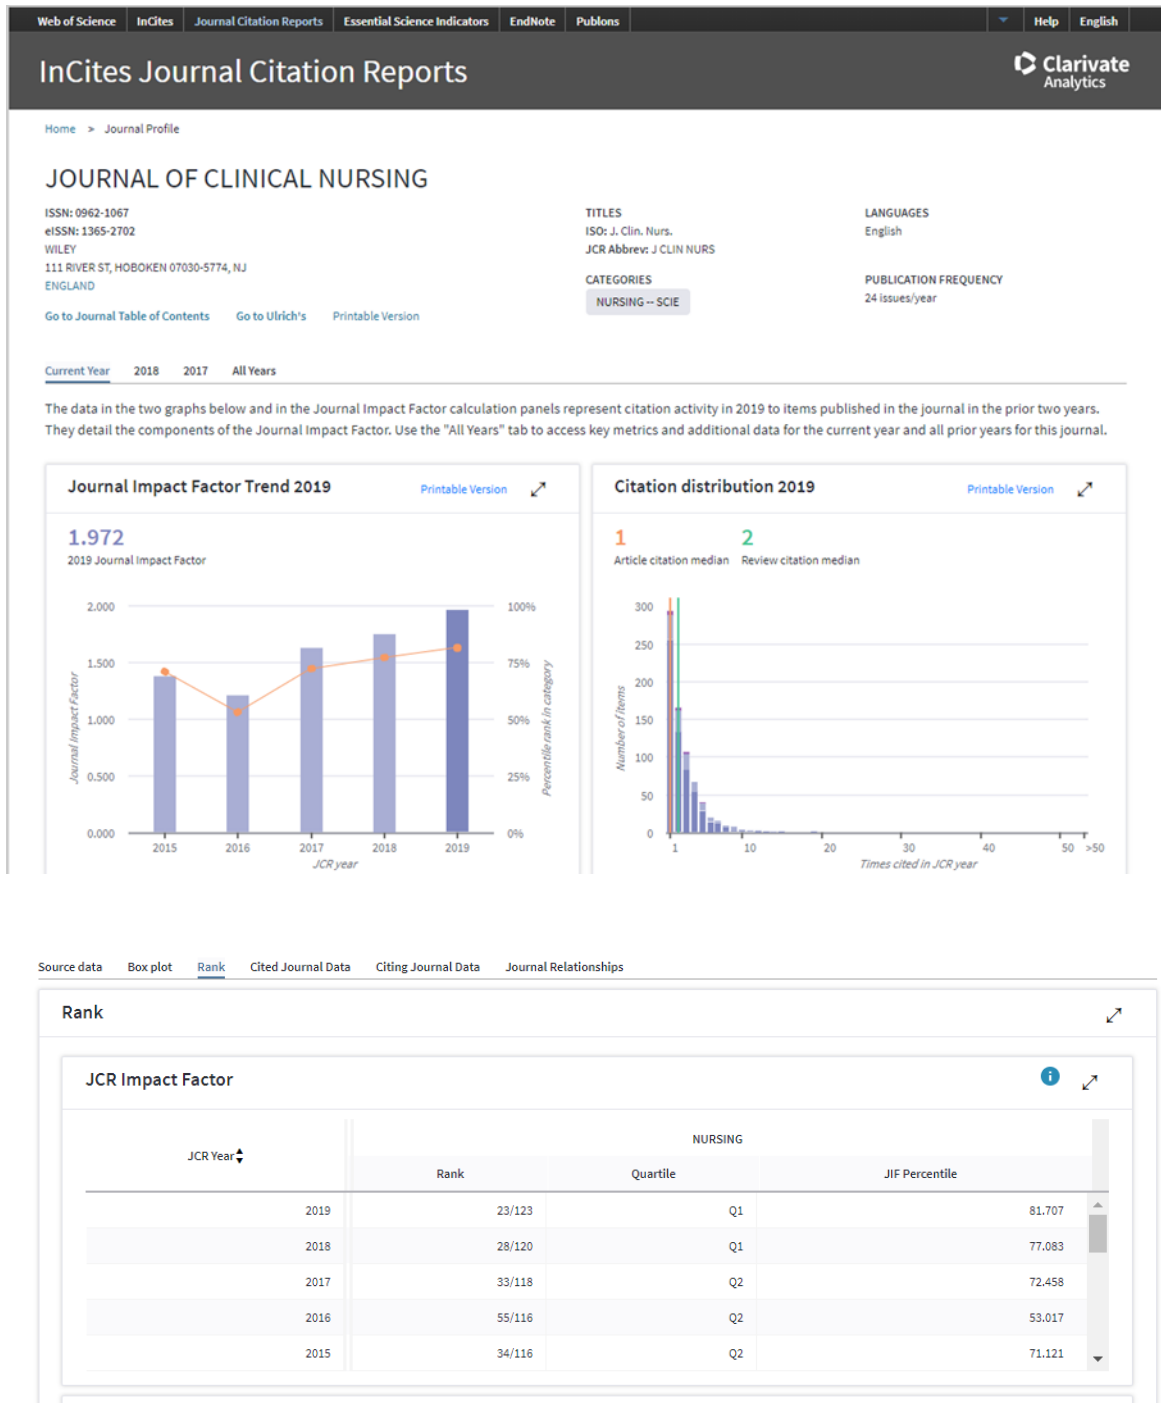 Web of Science InCites Journal Citation Reports Essential Science Indicators EndNote Publons Help English
InCites Journal Citation Reports
Clarivate
Analytics
Home > Journal Profile
JOURNAL OF CLINICAL NURSING
ISSN: 0962-1067
eISSN: 1365-2702
WILEY
111 RIVER ST, HOBOKEN 07030-5774, NJ
ENGLAND
Go to Journal Table of Contents Go to Ulrich's Printable Version
TITLES
ISO: J. Clin. Nurs.
JCR Abbrev: J CLIN NURS
CATEGORIES
NURSING -- SCIE
LANGUAGES
English
PUBLICATION FREQUENCY
24 issues/year
Current Year 2018 2017 All Years
The data in the two graphs below and in the Journal Impact Factor calculation panels represent citation activity in 2019 to items published in the journal in the prior two years.
They detail the components of the Journal Impact Factor. Use the "All Years" tab to access key metrics and additional data for the current year and all prior years for this journal.
Journal Impact Factor Trend 2019 Printable Version
1.972
2019 Journal Impact Factor
2.000 100%
1.500 75%
1.000 50%
0.500 25%
0.000 0%
Journal Impact Factor
Percentile rank in category
2015 2016 2017 2018 2019
JCR year
Citation distribution 2019 Printable Version
1 2
Article citation median Review citation median
300
250
200
150
100
50
0
Number of items
1 10 20 30 40 50 >50
Times cited in JCR year
Source data Box plot Rank Cited Journal Data Citing Journal Data Journal Relationships
Rank
JCR Impact Factor
i
NURSING
JCR Year
Rank Quartile JIF Percentile
2019 23/123 Q1 81.707
2018 28/120 Q1 77.083
2017 33/118 Q2 72.458
2016 55/116 Q2 53.017
2015 34/116 Q2 71.121